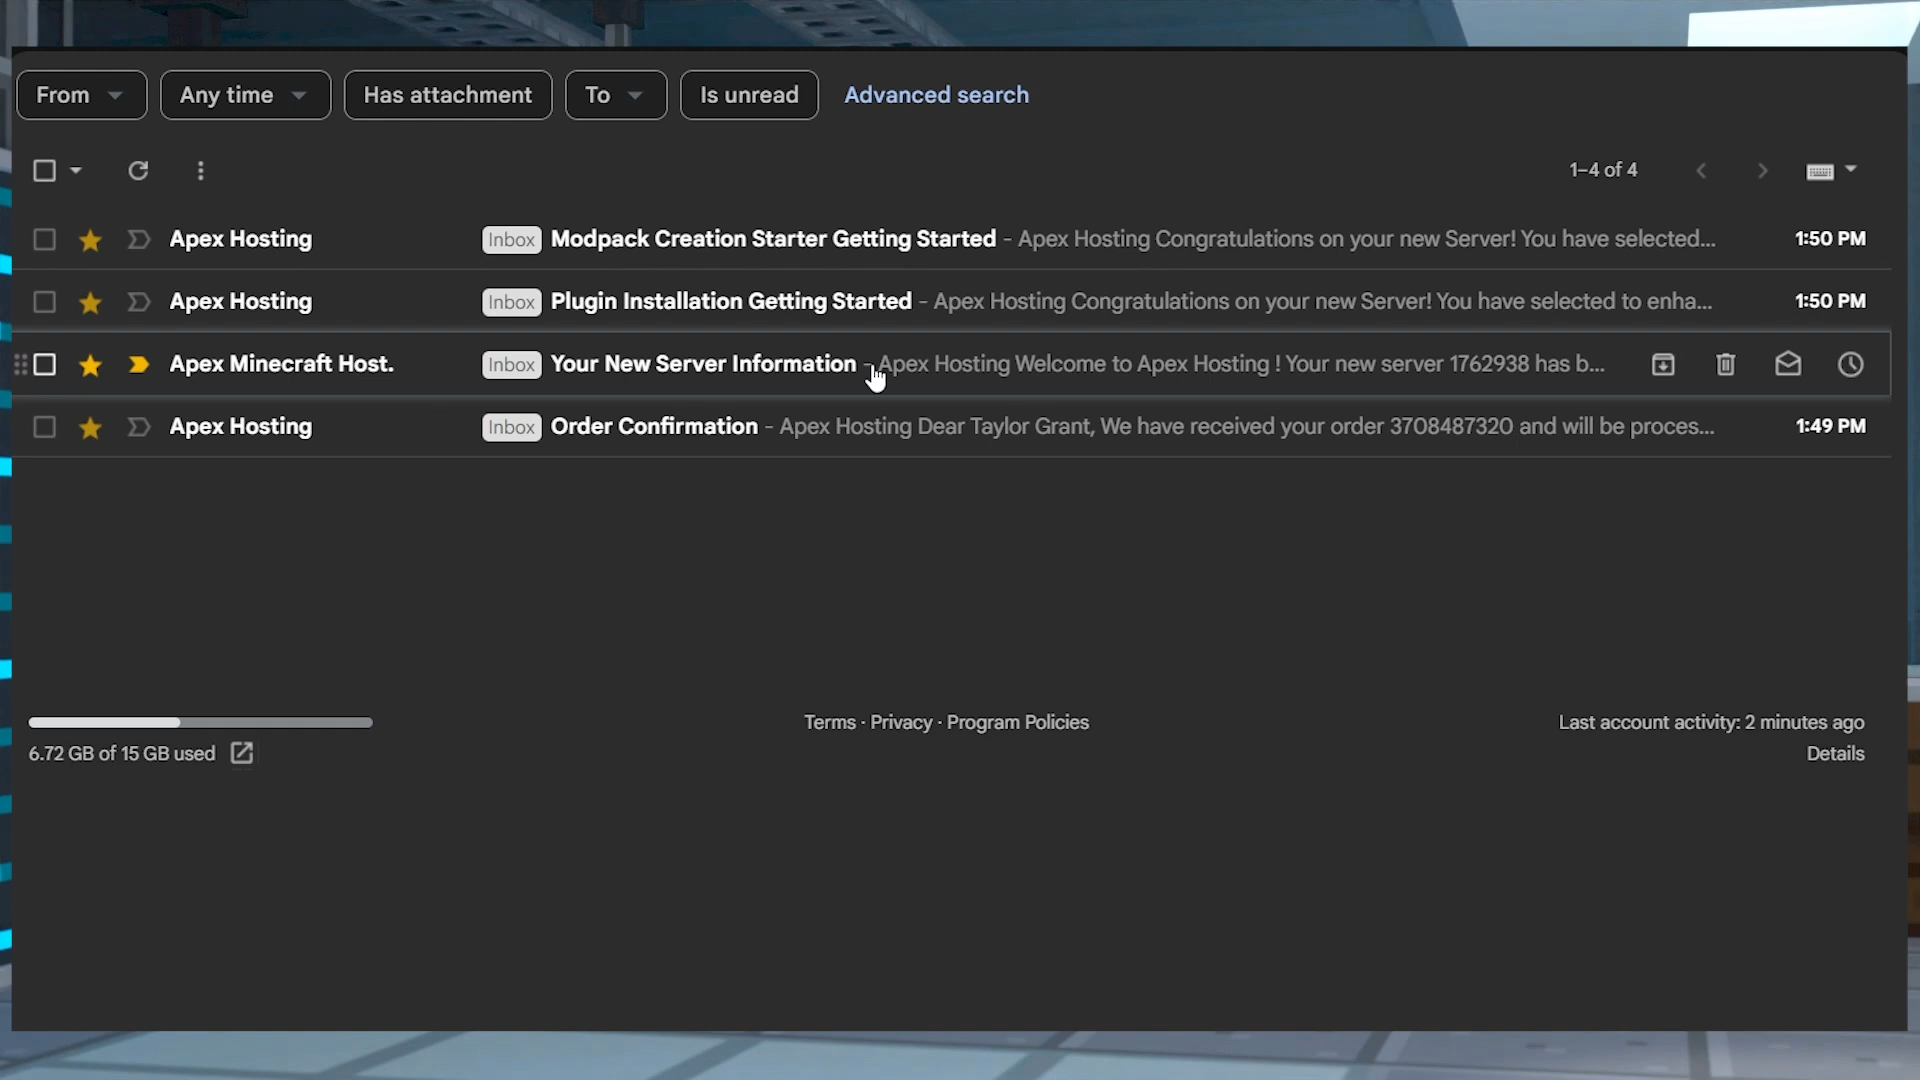 From Any time Has attachment To Is unread Advanced search
1–4 of 4
Apex Hosting Inbox Modpack Creation Starter Getting Started - Apex Hosting Congratulations on your new Server! You have selected... 1:50 PM
Apex Hosting Inbox Plugin Installation Getting Started - Apex Hosting Congratulations on your new Server! You have selected to enha... 1:50 PM
Apex Minecraft Host. Inbox Your New Server Information - Apex Hosting Welcome to Apex Hosting ! Your new server 1762938 has b...
Apex Hosting Inbox Order Confirmation - Apex Hosting Dear Taylor Grant, We have received your order 3708487320 and will be proces... 1:49 PM
Terms · Privacy · Program Policies Last account activity: 2 minutes ago
6.72 GB of 15 GB used Details